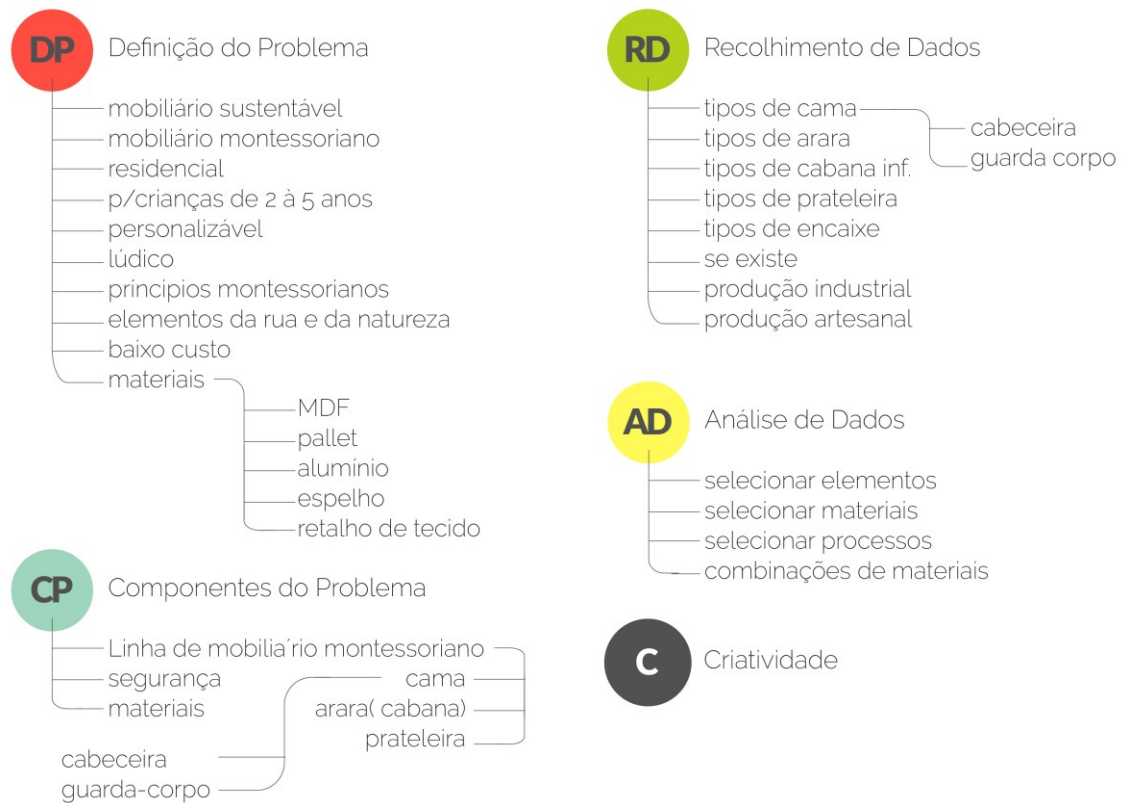 DP Definição do Problema
mobiliário sustentável
mobiliário montessoriano
residencial
p/crianças de 2 à 5 anos
personalizável
lúdico
príncipios montessorianos
elementos da rua e da natureza
baixo custo
materiais
MDF
pallet
alumínio
espelho
retalho de tecido
CP Componentes do Problema
Linha de mobilia´rio montessoriano
segurança
materiais
cama
arara( cabana)
prateleira
cabeceira
guarda-corpo
RD Recolhimento de Dados
tipos de cama
cabeceira
guarda corpo
tipos de arara
tipos de cabana inf.
tipos de prateleira
tipos de encaixe
se existe
produção industrial
produção artesanal
AD Análise de Dados
selecionar elementos
selecionar materiais
selecionar processos
combinações de materiais
C Criatividade